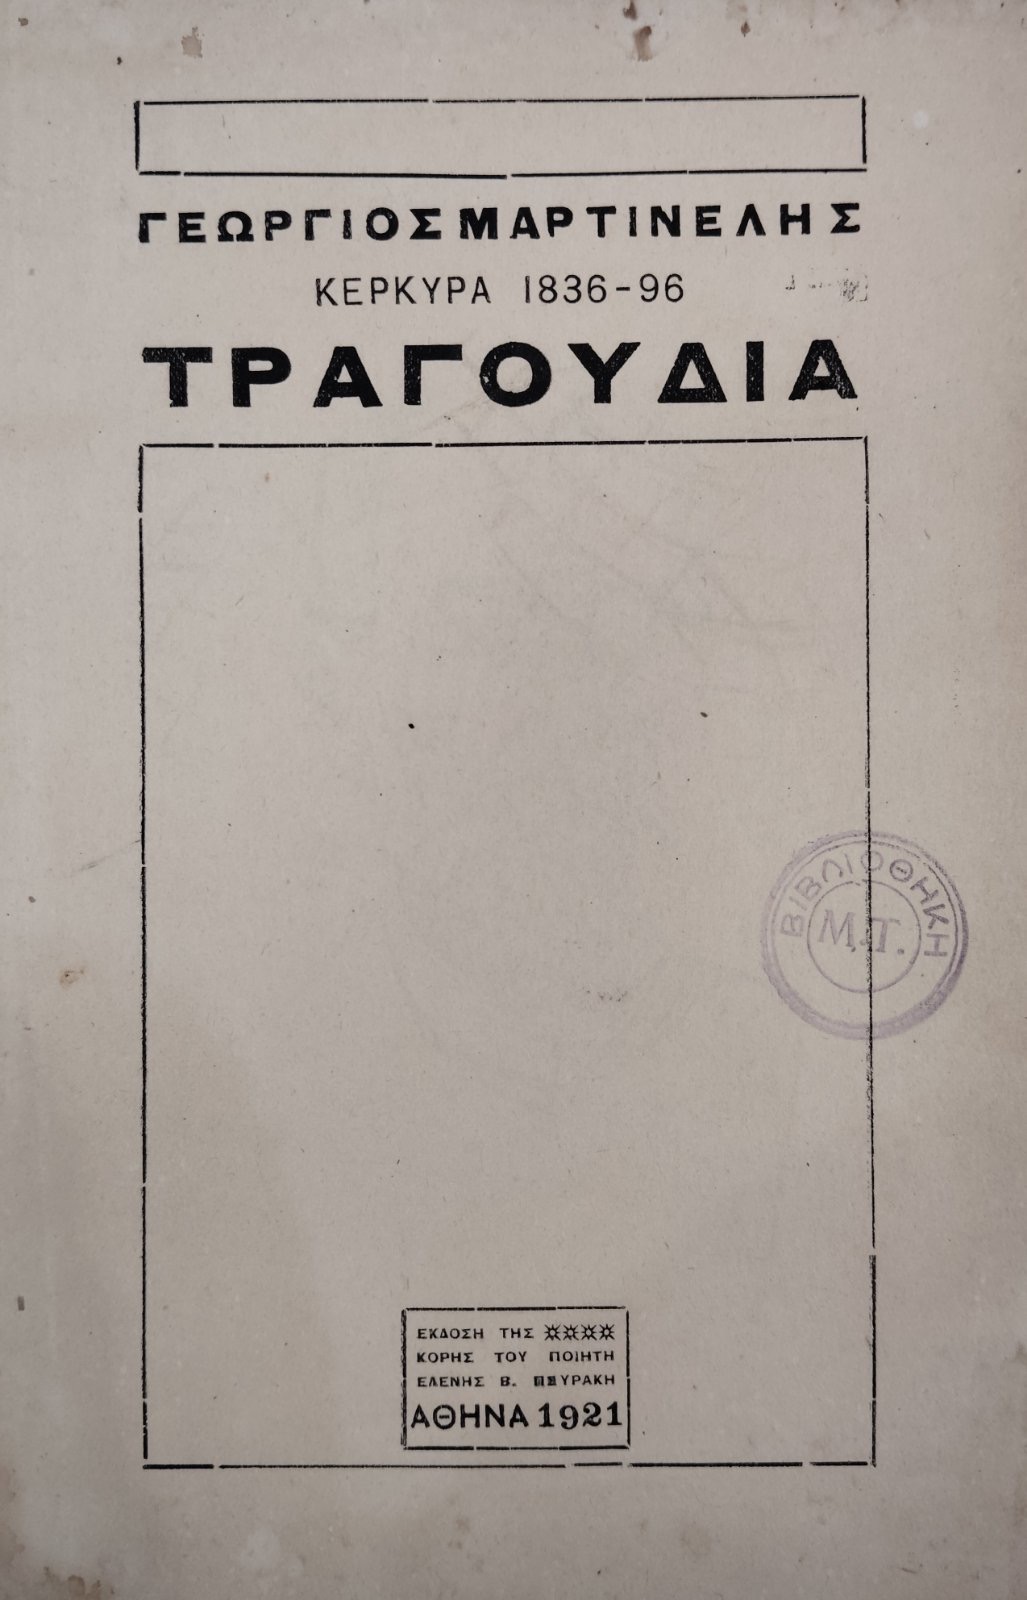 ΓΕΩΡΓΙΟΣ ΜΑΡΤΙΝΕΛΗΣ
ΚΕΡΚΥΡΑ 1836-96
ΤΡΑΓΟΥΔΙΑ
ΒΙΒΛΙΟΘΗΚΗ
Μ.Τ.
ΕΚΔΟΣΗ ΤΗΣ
ΚΟΡΗΣ ΤΟΥ ΠΟΙΗΤΗ
ΕΛΕΝΗΣ Β.
ΑΘΗΝΑ 1921